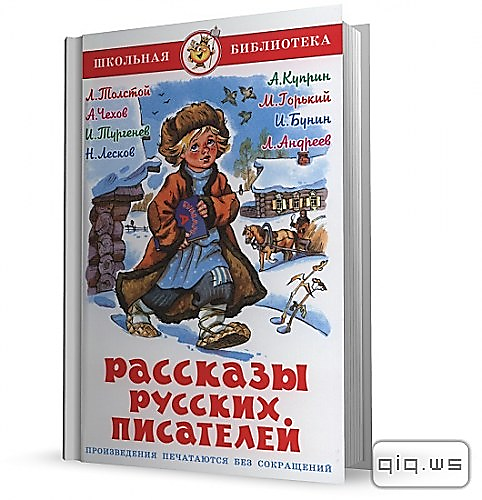 ШКОЛЬНАЯ БИБЛИОТЕКА
Л.Толстой
А.Чехов
И.Тургенев
Н.Лесков
А.Куприн
М.Горький
И.Бунин
Л.Андреев
БУКВАРЬ
А
РАССКАЗЫ
РУССКИХ
ПИСАТЕЛЕЙ
ПРОИЗВЕДЕНИЯ ПЕЧАТАЮТСЯ БЕЗ СОКРАЩЕНИЙ
qiq.ws